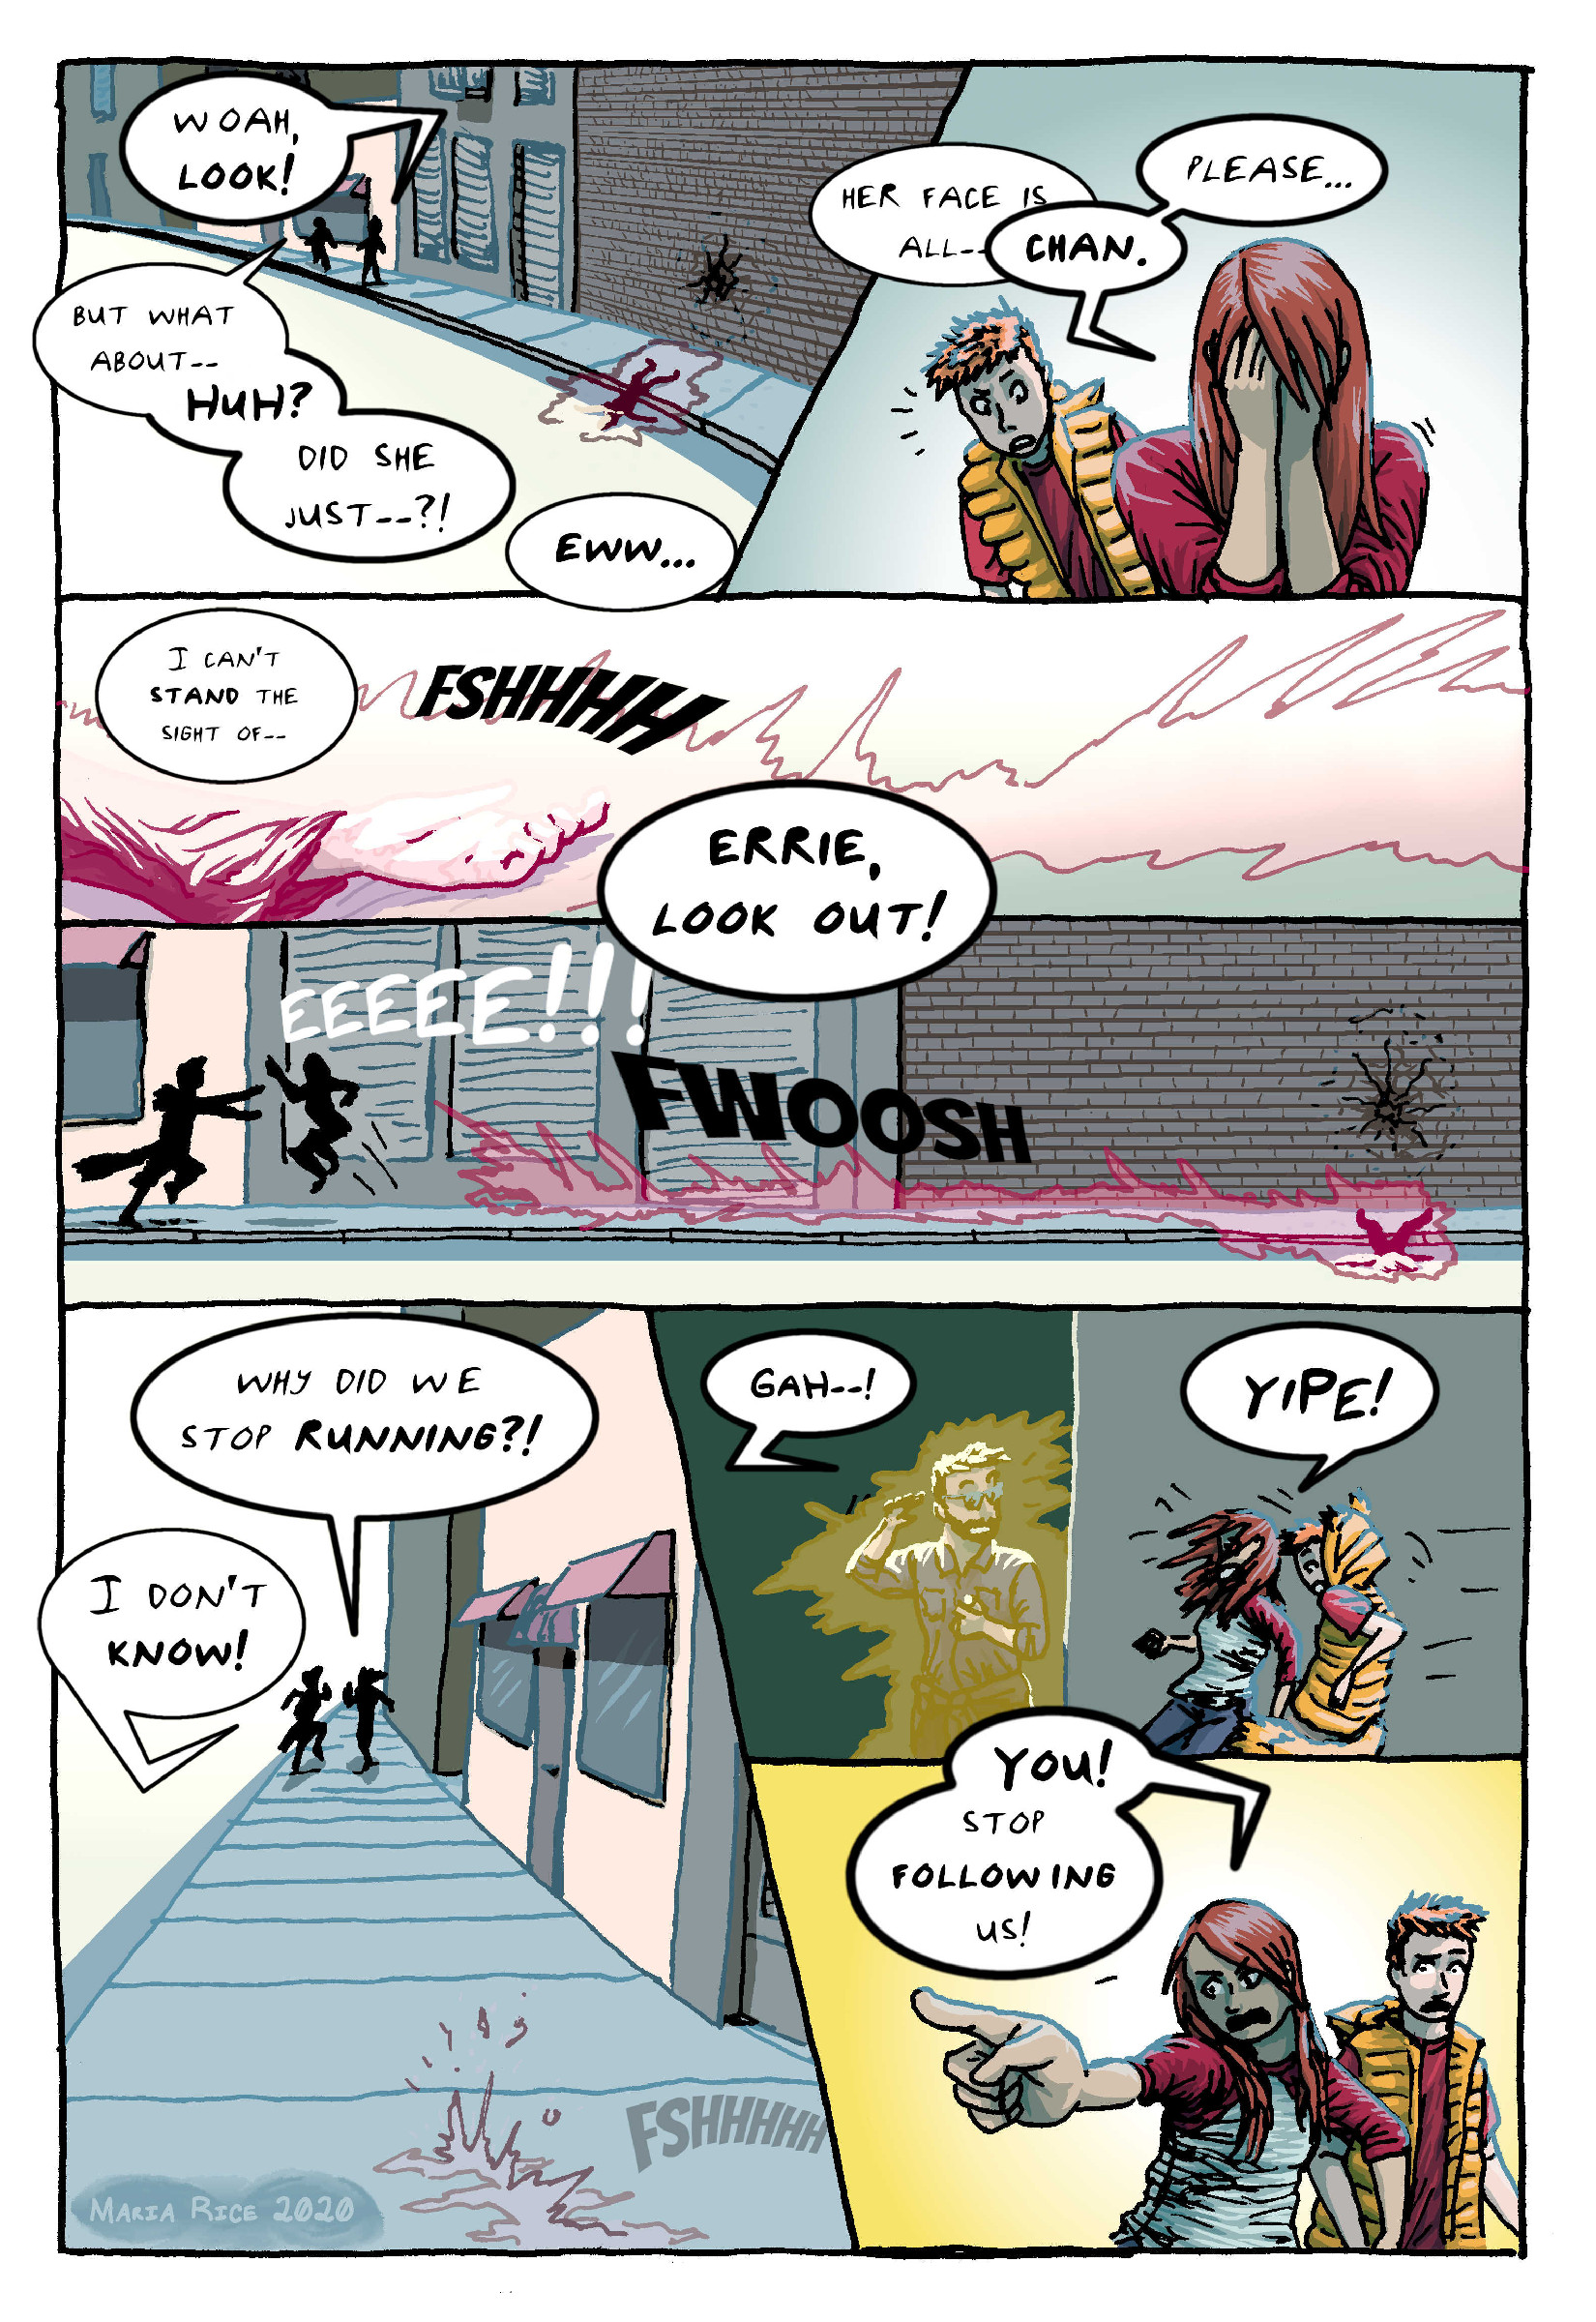 WOAH,
LOOK!
BUT WHAT
ABOUT--
HUH?
DID SHE
JUST--?!
EWW...
HER FACE IS
ALL--
CHAN.
PLEASE...
I CAN'T
STAND THE
SIGHT OF--
FSHHHHH
ERRIE,
LOOK OUT!
EEEEE!!!
FWOOSH
WHY DID WE
STOP RUNNING?!
I DON'T
KNOW!
FSHHHHHH
GAH--!
YIPE!
YOU!
STOP
FOLLOWING
US!
MARIA RICE 2020